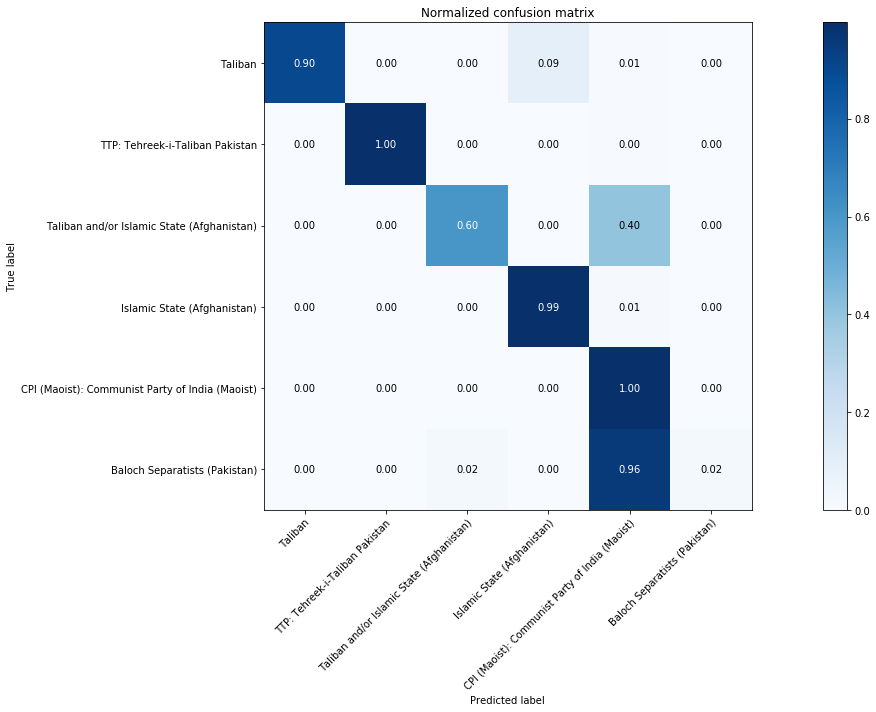 Normalized confusion matrix
True label
Taliban 0.90 0.00 0.00 0.09 0.01 0.00
TTP: Tehreek-i-Taliban Pakistan 0.00 1.00 0.00 0.00 0.00 0.00
Taliban and/or Islamic State (Afghanistan) 0.00 0.00 0.60 0.00 0.40 0.00
Islamic State (Afghanistan) 0.00 0.00 0.00 0.99 0.01 0.00
CPI (Maoist): Communist Party of India (Maoist) 0.00 0.00 0.00 0.00 1.00 0.00
Baloch Separatists (Pakistan) 0.00 0.00 0.02 0.00 0.96 0.02
Taliban
TTP: Tehreek-i-Taliban Pakistan
Taliban and/or Islamic State (Afghanistan)
Islamic State (Afghanistan)
CPI (Maoist): Communist Party of India (Maoist)
Baloch Separatists (Pakistan)
Predicted label
0.8
0.6
0.4
0.2
0.0